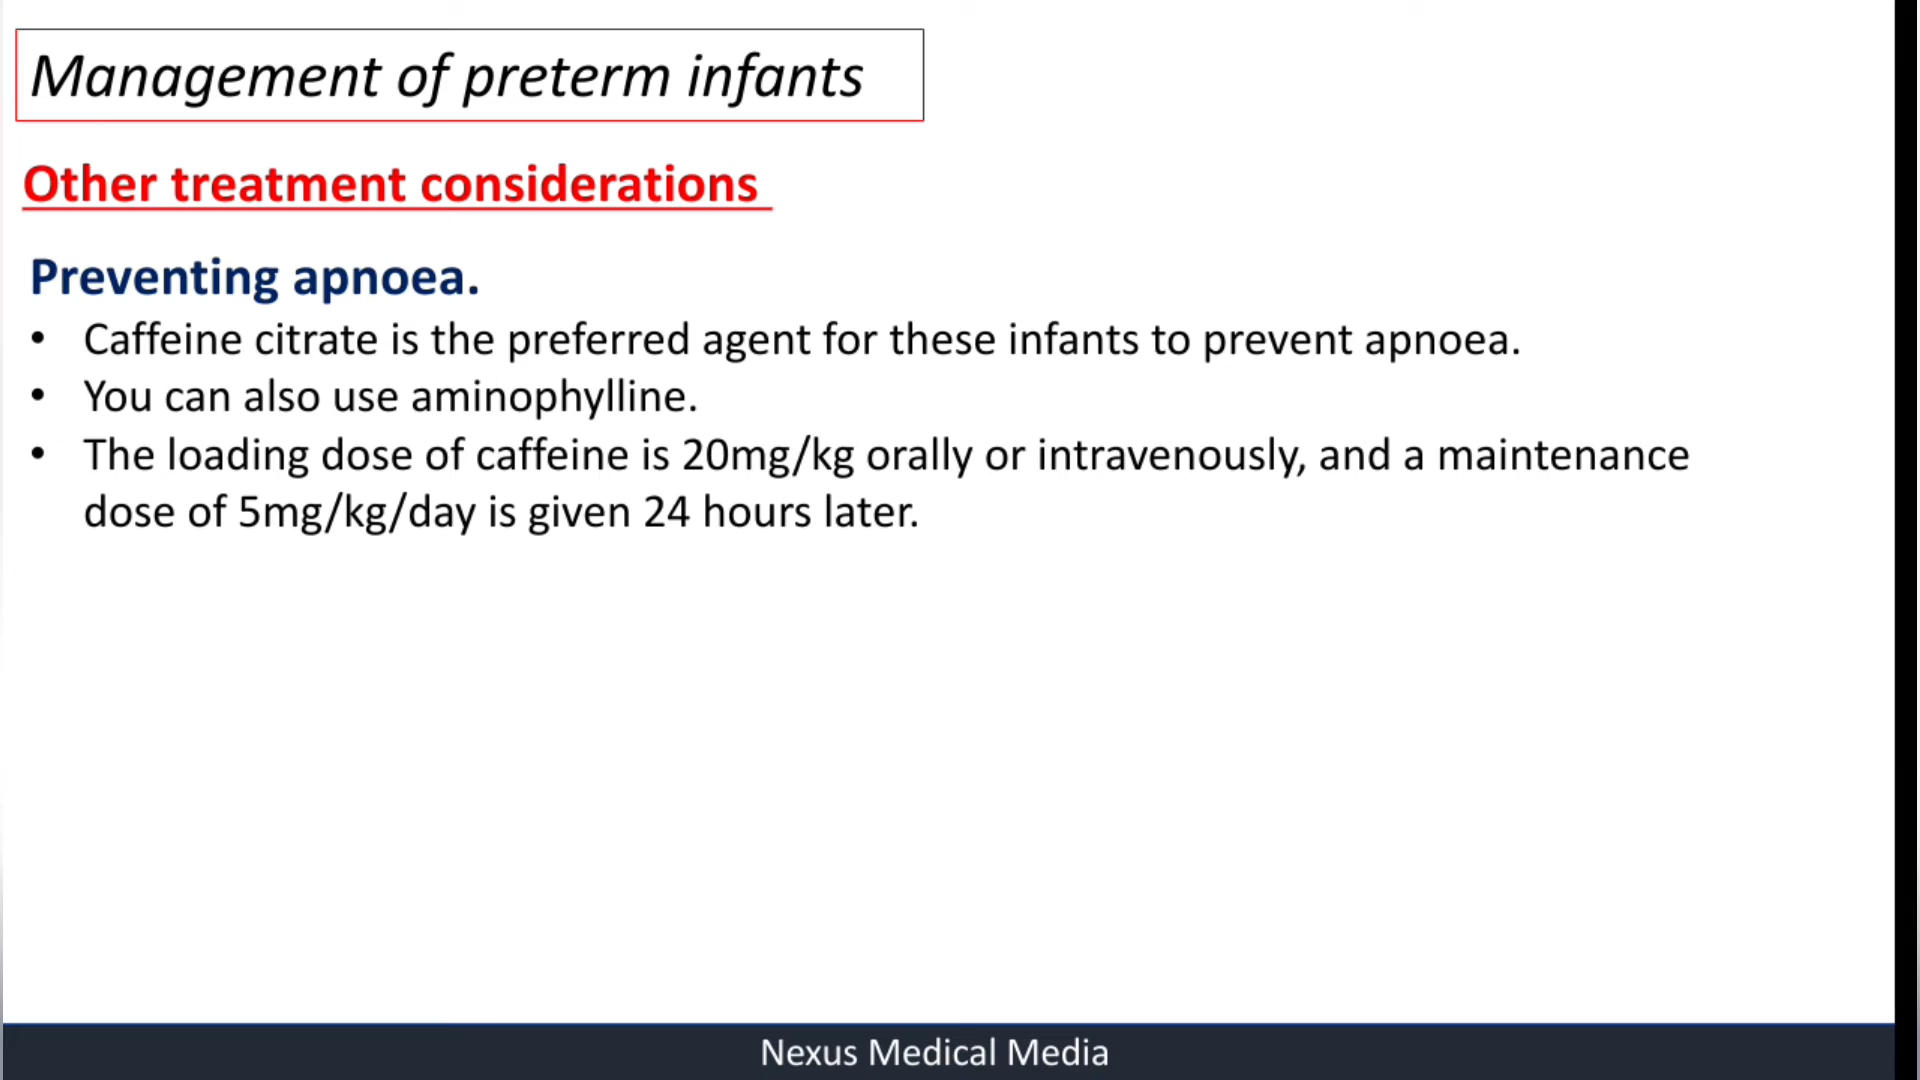 Management of preterm infants
Other treatment considerations
Preventing apnoea.
• Caffeine citrate is the preferred agent for these infants to prevent apnoea.
• You can also use aminophylline.
• The loading dose of caffeine is 20mg/kg orally or intravenously, and a maintenance
dose of 5mg/kg/day is given 24 hours later.
Nexus Medical Media